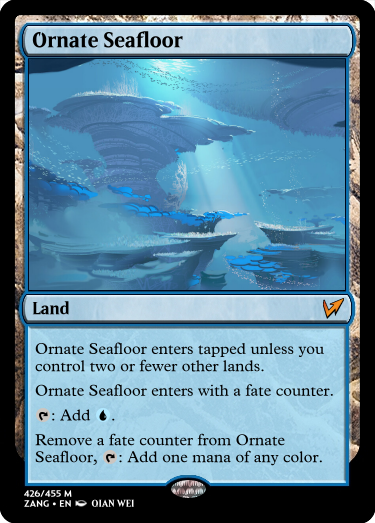 Ornate Seafloor
Land
Ornate Seafloor enters tapped unless you
control two or fewer other lands.
Ornate Seafloor enters with a fate counter.
: Add .
Remove a fate counter from Ornate
Seafloor, : Add one mana of any color.
426/455 M
ZANG • EN QIAN WEI